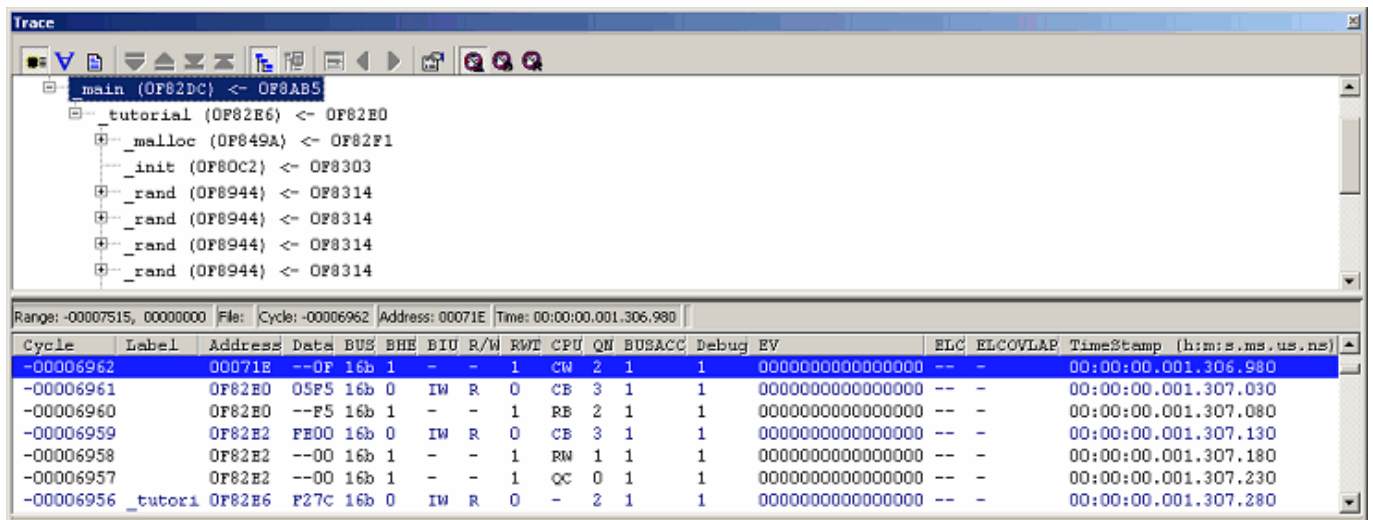 Trace
_main (0F82DC) <- 0F8AB5
_tutorial (0F82E6) <- 0F82E0
_malloc (0F849A) <- 0F82F1
_init (0F80C2) <- 0F8303
_rand (0F8944) <- 0F8314
_rand (0F8944) <- 0F8314
_rand (0F8944) <- 0F8314
_rand (0F8944) <- 0F8314
Range: -00007515, 00000000 File: Cycle: -00006962 Address: 00071E Time: 00:00:00.001.306.980
Cycle Label Address Data BUS BHE BIU R/W RWT CPU QN BUSACC Debug EV ELC ELCOVLAP TimeStamp (h:m:s.ms.us.ns)
-00006962 00071E --0F 16b 1 - - 1 CW 2 1 1 0000000000000000 -- - 00:00:00.001.306.980
-00006961 0F82E0 05F5 16b 0 IW R 0 CB 3 1 1 0000000000000000 -- - 00:00:00.001.307.030
-00006960 0F82E0 --F5 16b 1 - - 1 RB 2 1 1 0000000000000000 -- - 00:00:00.001.307.080
-00006959 0F82E2 FE00 16b 0 IW R 0 CB 3 1 1 0000000000000000 -- - 00:00:00.001.307.130
-00006958 0F82E2 --00 16b 1 - - 1 RW 1 1 1 0000000000000000 -- - 00:00:00.001.307.180
-00006957 0F82E2 --00 16b 1 - - 1 QC 0 1 1 0000000000000000 -- - 00:00:00.001.307.230
-00006956 _tutori 0F82E6 F27C 16b 0 IW R 0 - 2 1 1 0000000000000000 -- - 00:00:00.001.307.280